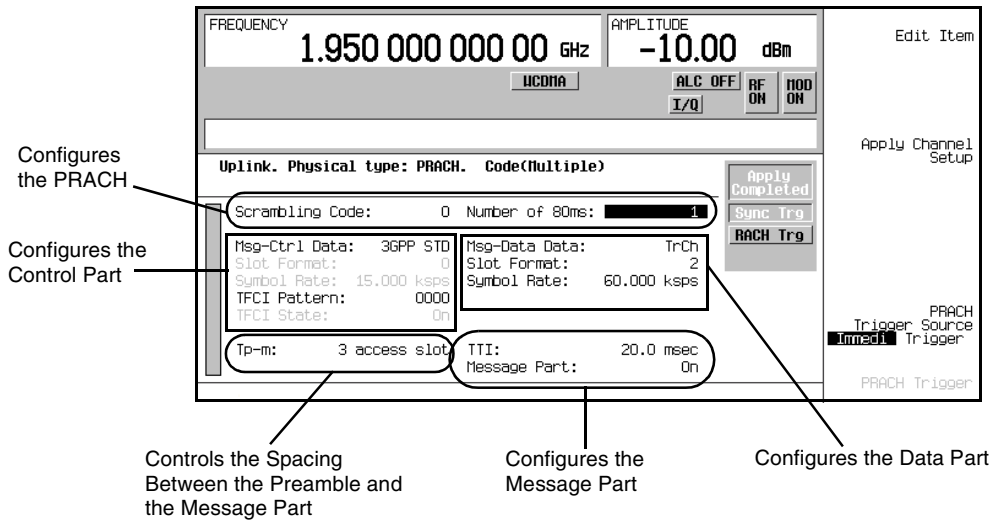 FREQUENCY
1.950 000 000 00 GHz
AMPLITUDE
-10.00 dBm
WCDMA
ALC OFF
I/Q
RF ON
MOD ON
Edit Item
Apply Channel
Setup
Uplink. Physical type: PRACH. Code(Multiple)
Apply
Completed
Sync Trg
RACH Trg
Configures
the PRACH
Scrambling Code: 0 Number of 80ms: 1
Configures the
Control Part
Msg-Ctrl Data: 3GPP STD
Slot Format: 0
Symbol Rate: 15.000 ksps
TFCI Pattern: 0000
TFCI State: On
Msg-Data Data: TrCh
Slot Format: 2
Symbol Rate: 60.000 ksps
Tp-m: 3 access slot
TTI: 20.0 msec
Message Part: On
PRACH
Trigger Source
Immedi Trigger
PRACH Trigger
Controls the Spacing
Between the Preamble and
the Message Part
Configures the
Message Part
Configures the Data Part